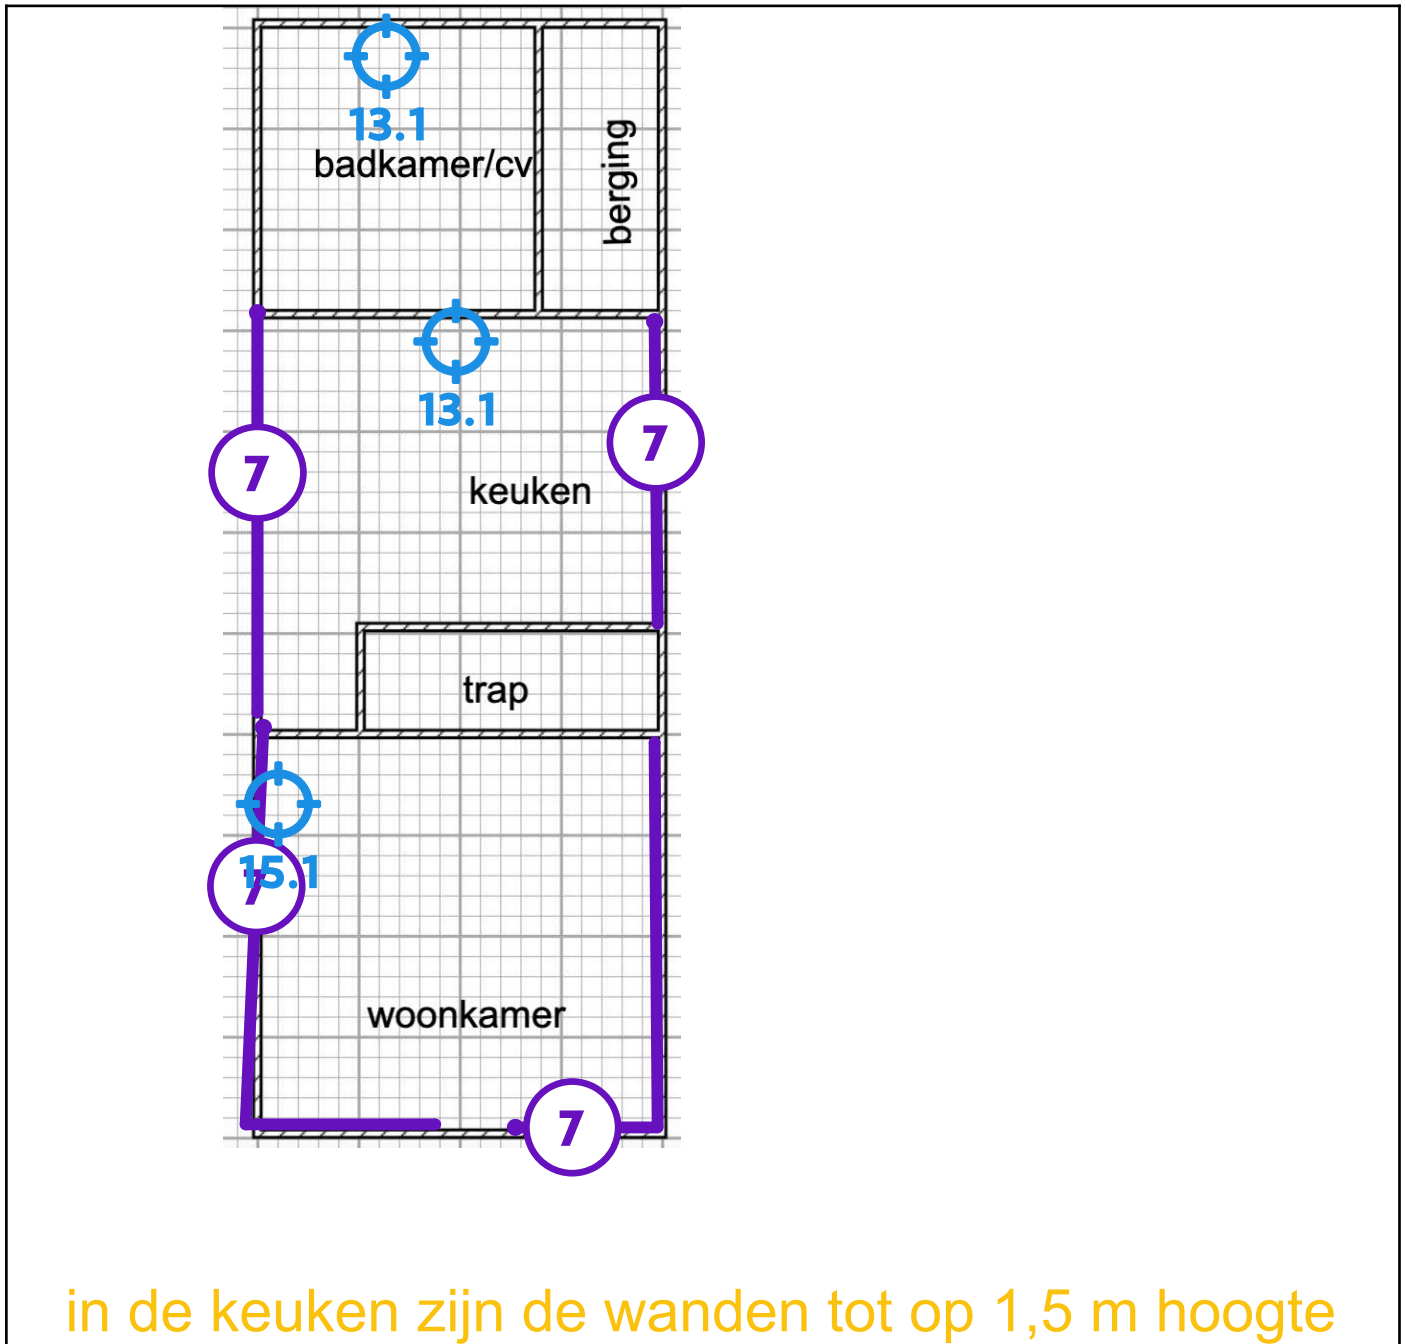 13.1
badkamer/cv
berging
13.1
7
7
keuken
trap
15.1
7
woonkamer
7
in de keuken zijn de wanden tot op 1,5 m hoogte